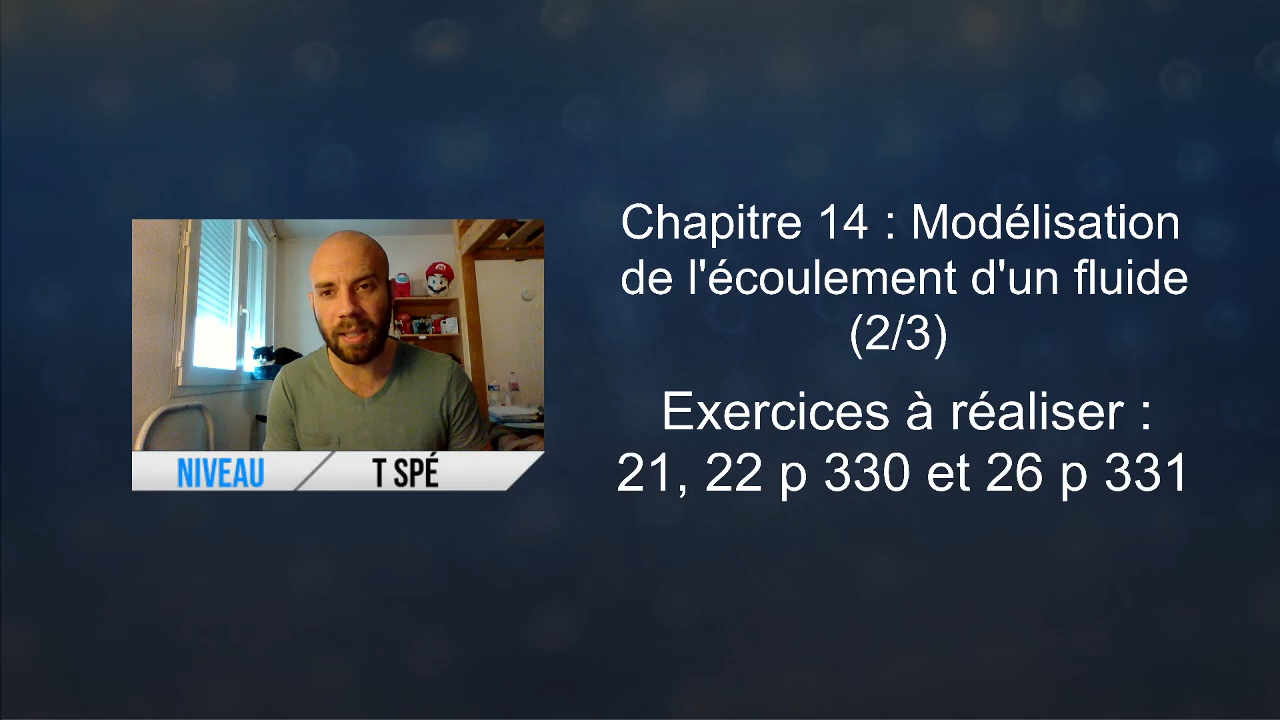 Chapitre 14 : Modélisation
de l'écoulement d'un fluide
(2/3)
Exercices à réaliser :
21, 22 p 330 et 26 p 331
NIVEAU
T SPÉ